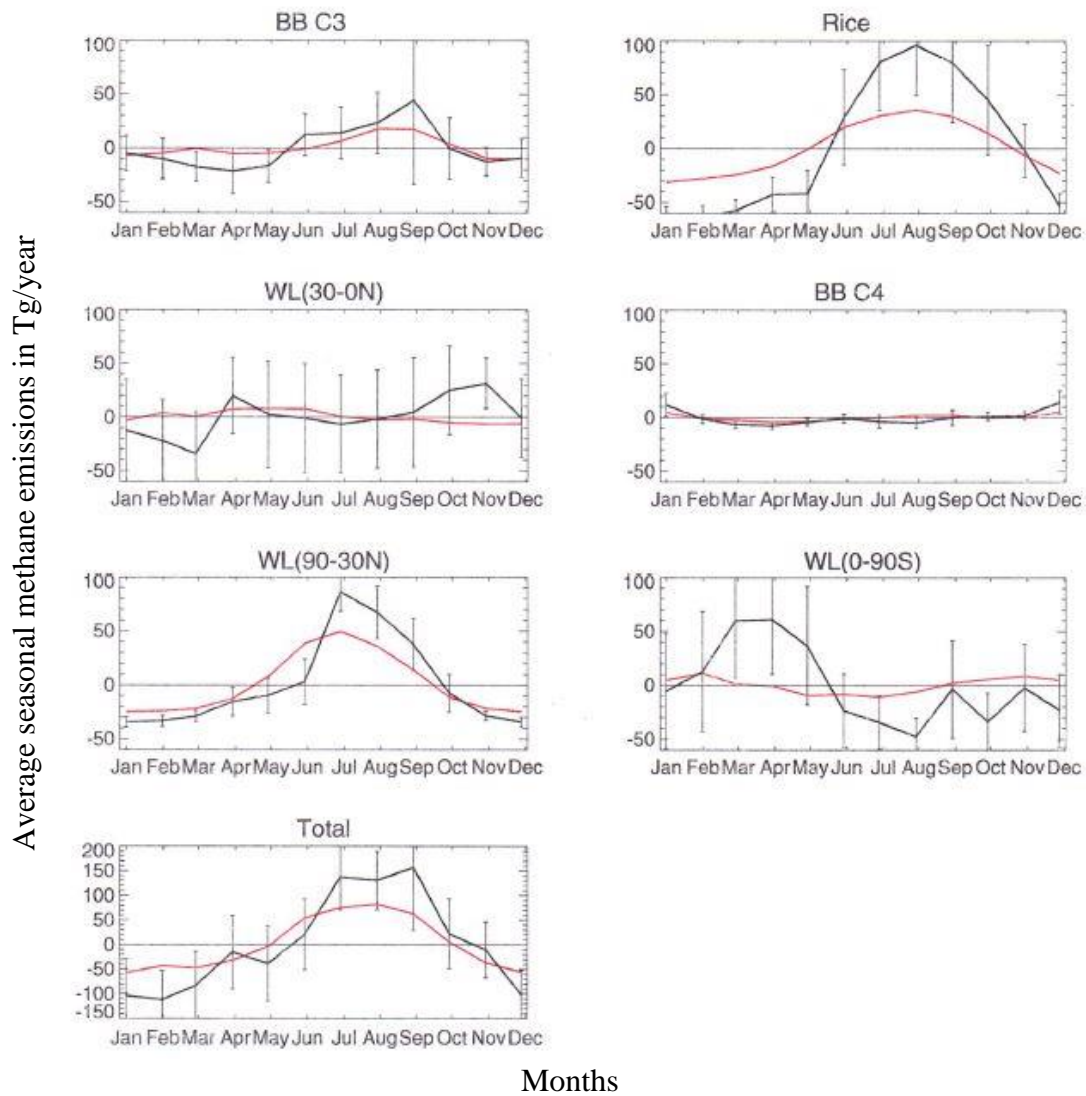 Average seasonal methane emissions in Tg/year
BB C3
100
50
0
-50
Jan Feb Mar Apr May Jun Jul Aug Sep Oct Nov Dec
Rice
100
50
0
-50
Jan Feb Mar Apr May Jun Jul Aug Sep Oct Nov Dec
WL(30-0N)
100
50
0
-50
Jan Feb Mar Apr May Jun Jul Aug Sep Oct Nov Dec
BB C4
100
50
0
-50
Jan Feb Mar Apr May Jun Jul Aug Sep Oct Nov Dec
WL(90-30N)
100
50
0
-50
Jan Feb Mar Apr May Jun Jul Aug Sep Oct Nov Dec
WL(0-90S)
100
50
0
-50
Jan Feb Mar Apr May Jun Jul Aug Sep Oct Nov Dec
Total
200
150
100
50
0
-50
-100
-150
Jan Feb Mar Apr May Jun Jul Aug Sep Oct Nov Dec
Months